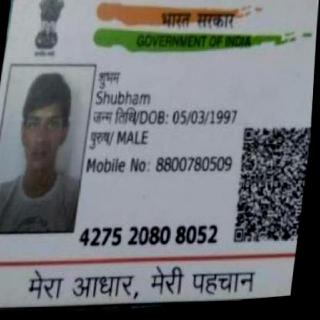 भारत सरकार
GOVERNMENT OF INDIA
शुभम
Shubham
जन्म तिथि/DOB: 05/03/1997
पुरुष/ MALE
Mobile No: 8800780509
4275 2080 8052
मेरा आधार, मेरी पहचान